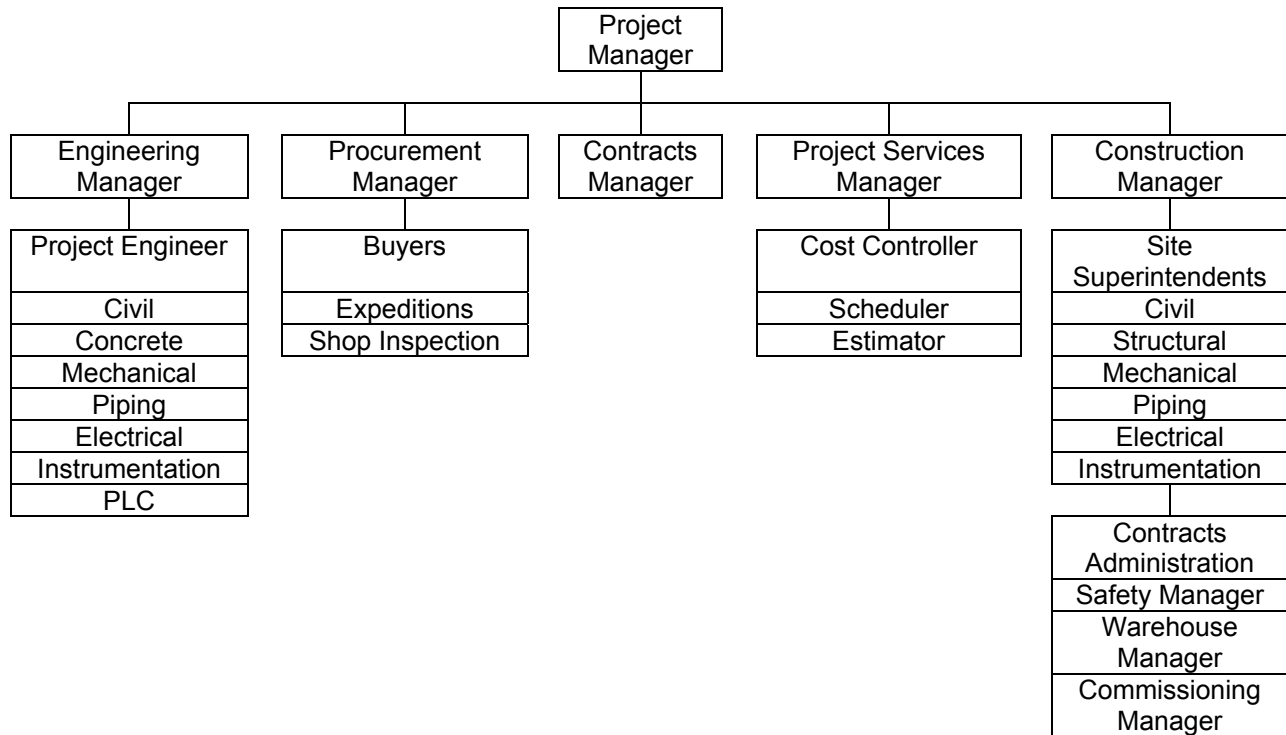 Project
Manager
Engineering
Manager
Procurement
Manager
Contracts
Manager
Project Services
Manager
Construction
Manager
Project Engineer
Civil
Concrete
Mechanical
Piping
Electrical
Instrumentation
PLC
Buyers
Expeditions
Shop Inspection
Cost Controller
Scheduler
Estimator
Site
Superintendents
Civil
Structural
Mechanical
Piping
Electrical
Instrumentation
Contracts
Administration
Safety Manager
Warehouse
Manager
Commissioning
Manager